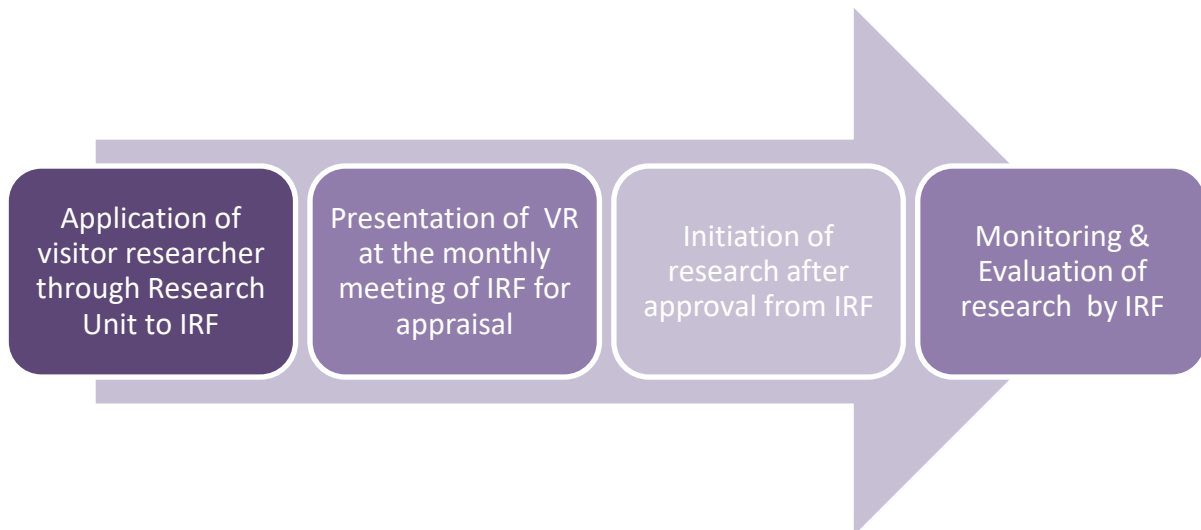 Application of
visitor researcher
through Research
Unit to IRF
Presentation of VR
at the monthly
meeting of IRF for
appraisal
Initiation of
research after
approval from IRF
Monitoring &
Evaluation of
research by IRF